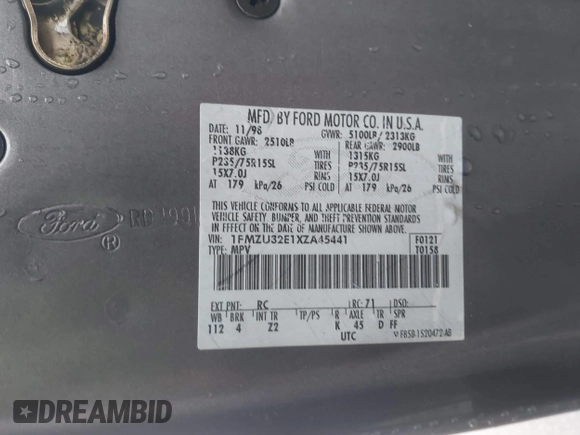 MFD. BY FORD MOTOR CO. IN U.S.A.
DATE: 11/98 GVWR: 5100LB/ 2313KG
FRONT GAWR: 2510LB REAR GAWR: 2900LB
1138KG WITH 1315KG WITH
P235/75R15SL TIRES P235/75R15SL TIRES
15X7.0J RIMS 15X7.0J RIMS
AT 179 kPa/26 PSI COLD AT 179 kPa/26 PSI COLD
THIS VEHICLE CONFORMS TO ALL APPLICABLE FEDERAL MOTOR
VEHICLE SAFETY, BUMPER, AND THEFT PREVENTION STANDARDS
IN EFFECT ON THE DATE OF MANUFACTURE SHOWN ABOVE.
VIN: 1FMZU32E1XZA45441 F0121
TYPE: MPV T0158
EXT PNT: RC RC: 71 DSO:
WB BRK INT TR TP/PS R AXLE TR SPR
112 4 Z2 K 45 D FF
UTC F85B-1520472-AB
Ford
®
DREAMBID